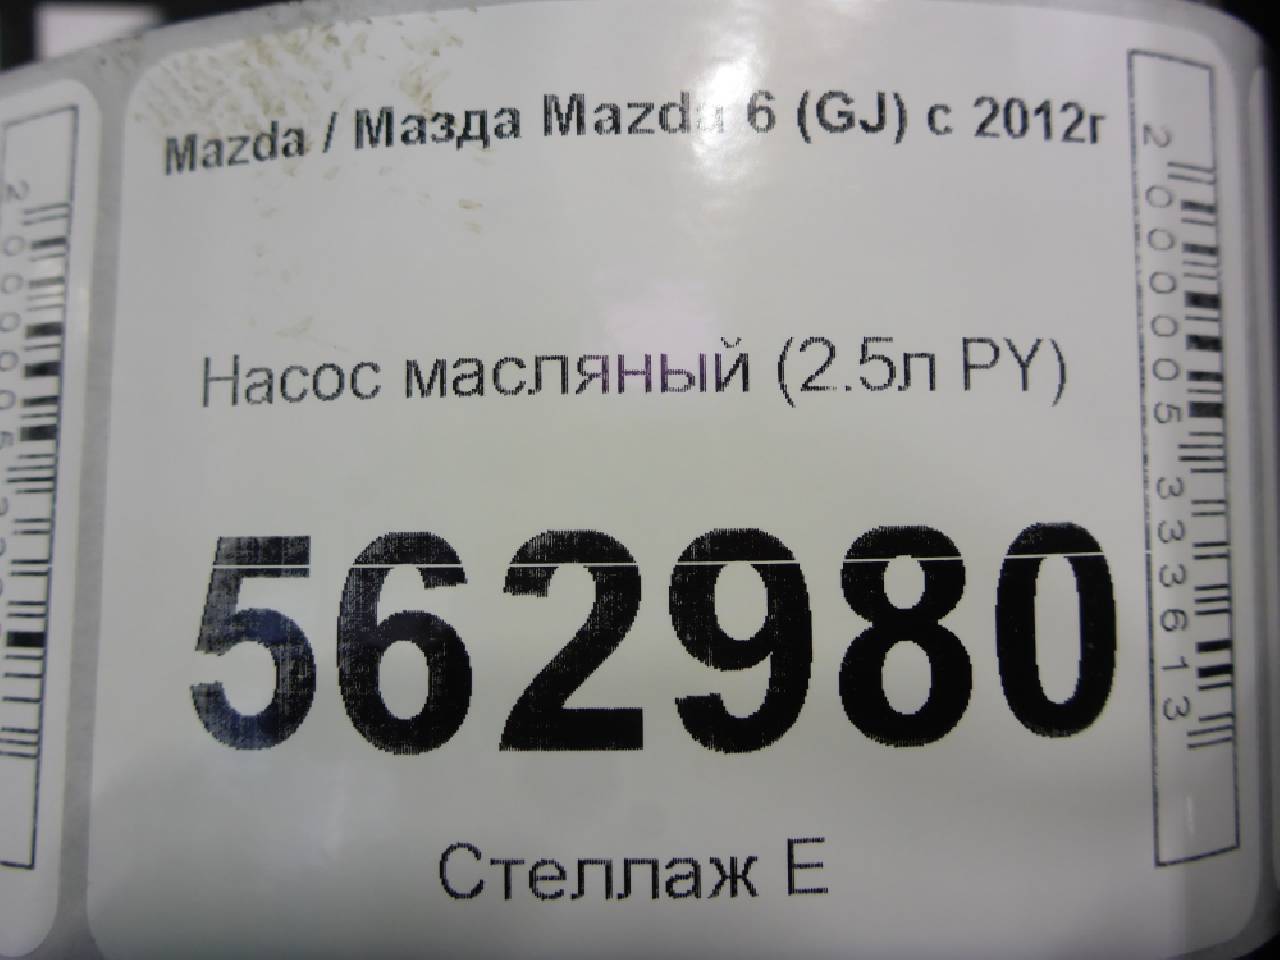 Mazda / Мазда Mazda 6 (GJ) с 2012г
Насос масляный (2.5л PY)
562980
Стеллаж Е
2000005333613